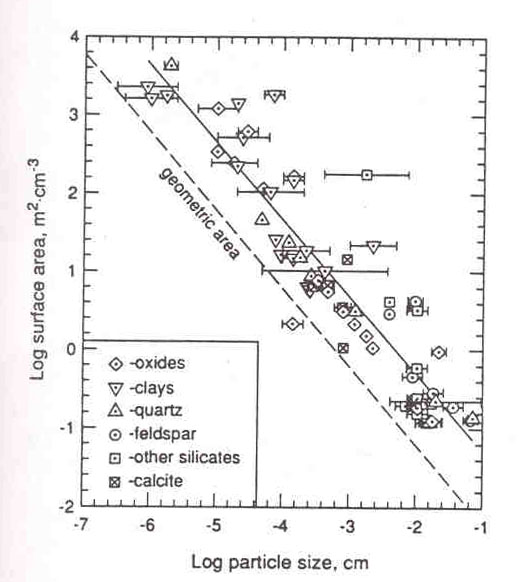 4
3
2
1
0
-1
-2
-7
-6
-5
-4
-3
-2
-1
Log surface area, m²·cm⁻³
Log particle size, cm
geometric area
-oxides
-clays
-quartz
-feldspar
-other silicates
-calcite